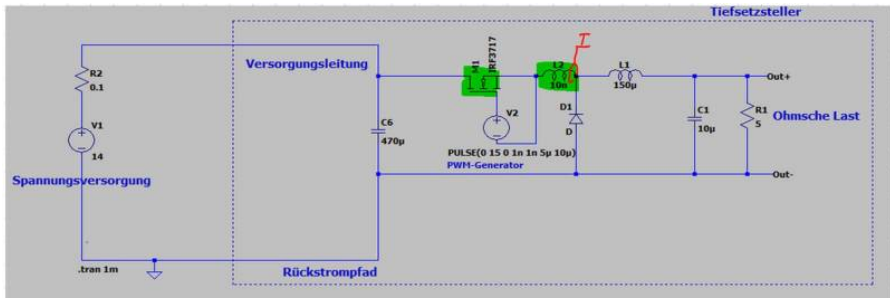 Tiefsetzsteller
R2
0.1
V1
14
Spannungsversorgung
.tran 1m
Versorgungsleitung
C6
470µ
Rückstrompfad
M1
IRF3717
V2
PULSE(0 15 0 1n 1n 5µ 10µ)
PWM-Generator
L2
10n
I
D1
D
L1
150µ
C1
10µ
R1
5
Ohmsche Last
Out+
Out-